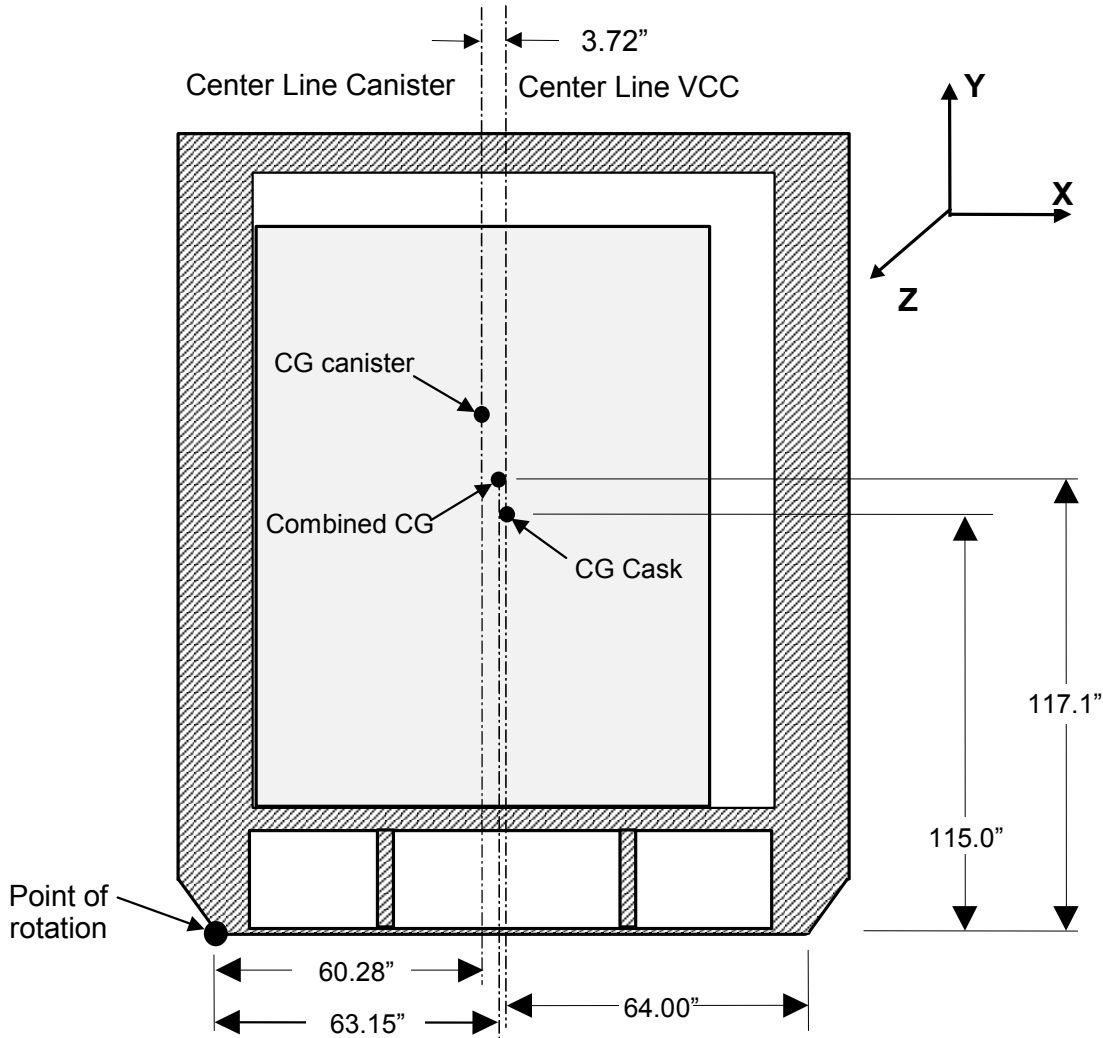 3.72”
Center Line Canister
Center Line VCC
Y
X
Z
CG canister
Combined CG
CG Cask
117.1”
115.0”
Point of
rotation
60.28”
64.00”
63.15”